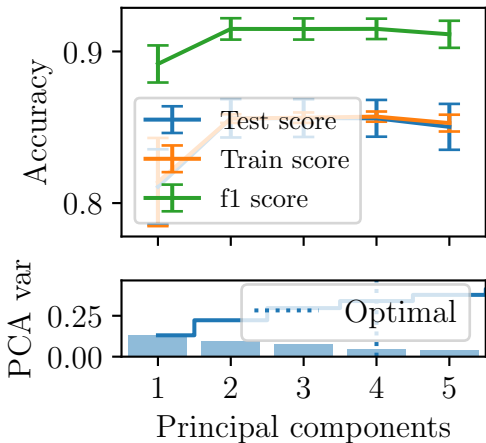 Accuracy
0.9
0.8
Test score
Train score
f1 score
PCA var
0.25
0.00
Optimal
1 2 3 4 5
Principal components